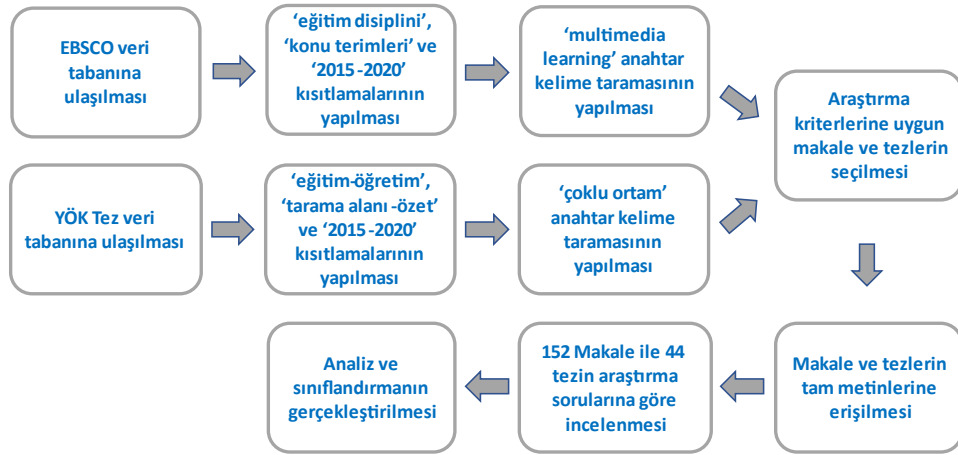 EBSCO veri
tabanına
ulaşılması
‘eğitim disiplini’,
‘konu terimleri’ ve
‘2015-2020’
kısıtlamalarının
yapılması
‘multimedia
learning’ anahtar
kelime taramasının
yapılması
Araştırma
kriterlerine uygun
makale ve tezlerin
seçilmesi
YÖK Tez veri
tabanına ulaşılması
‘eğitim-öğretim’,
‘tarama alanı-özet’
ve ‘2015-2020’
kısıtlamalarının
yapılması
‘çoklu ortam’
anahtar kelime
taramasının
yapılması
Analiz ve
sınıflandırmanın
gerçekleştirilmesi
152 Makale ile 44
tezin araştırma
sorularına göre
incelenmesi
Makale ve tezlerin
tam metinlerine
erişilmesi